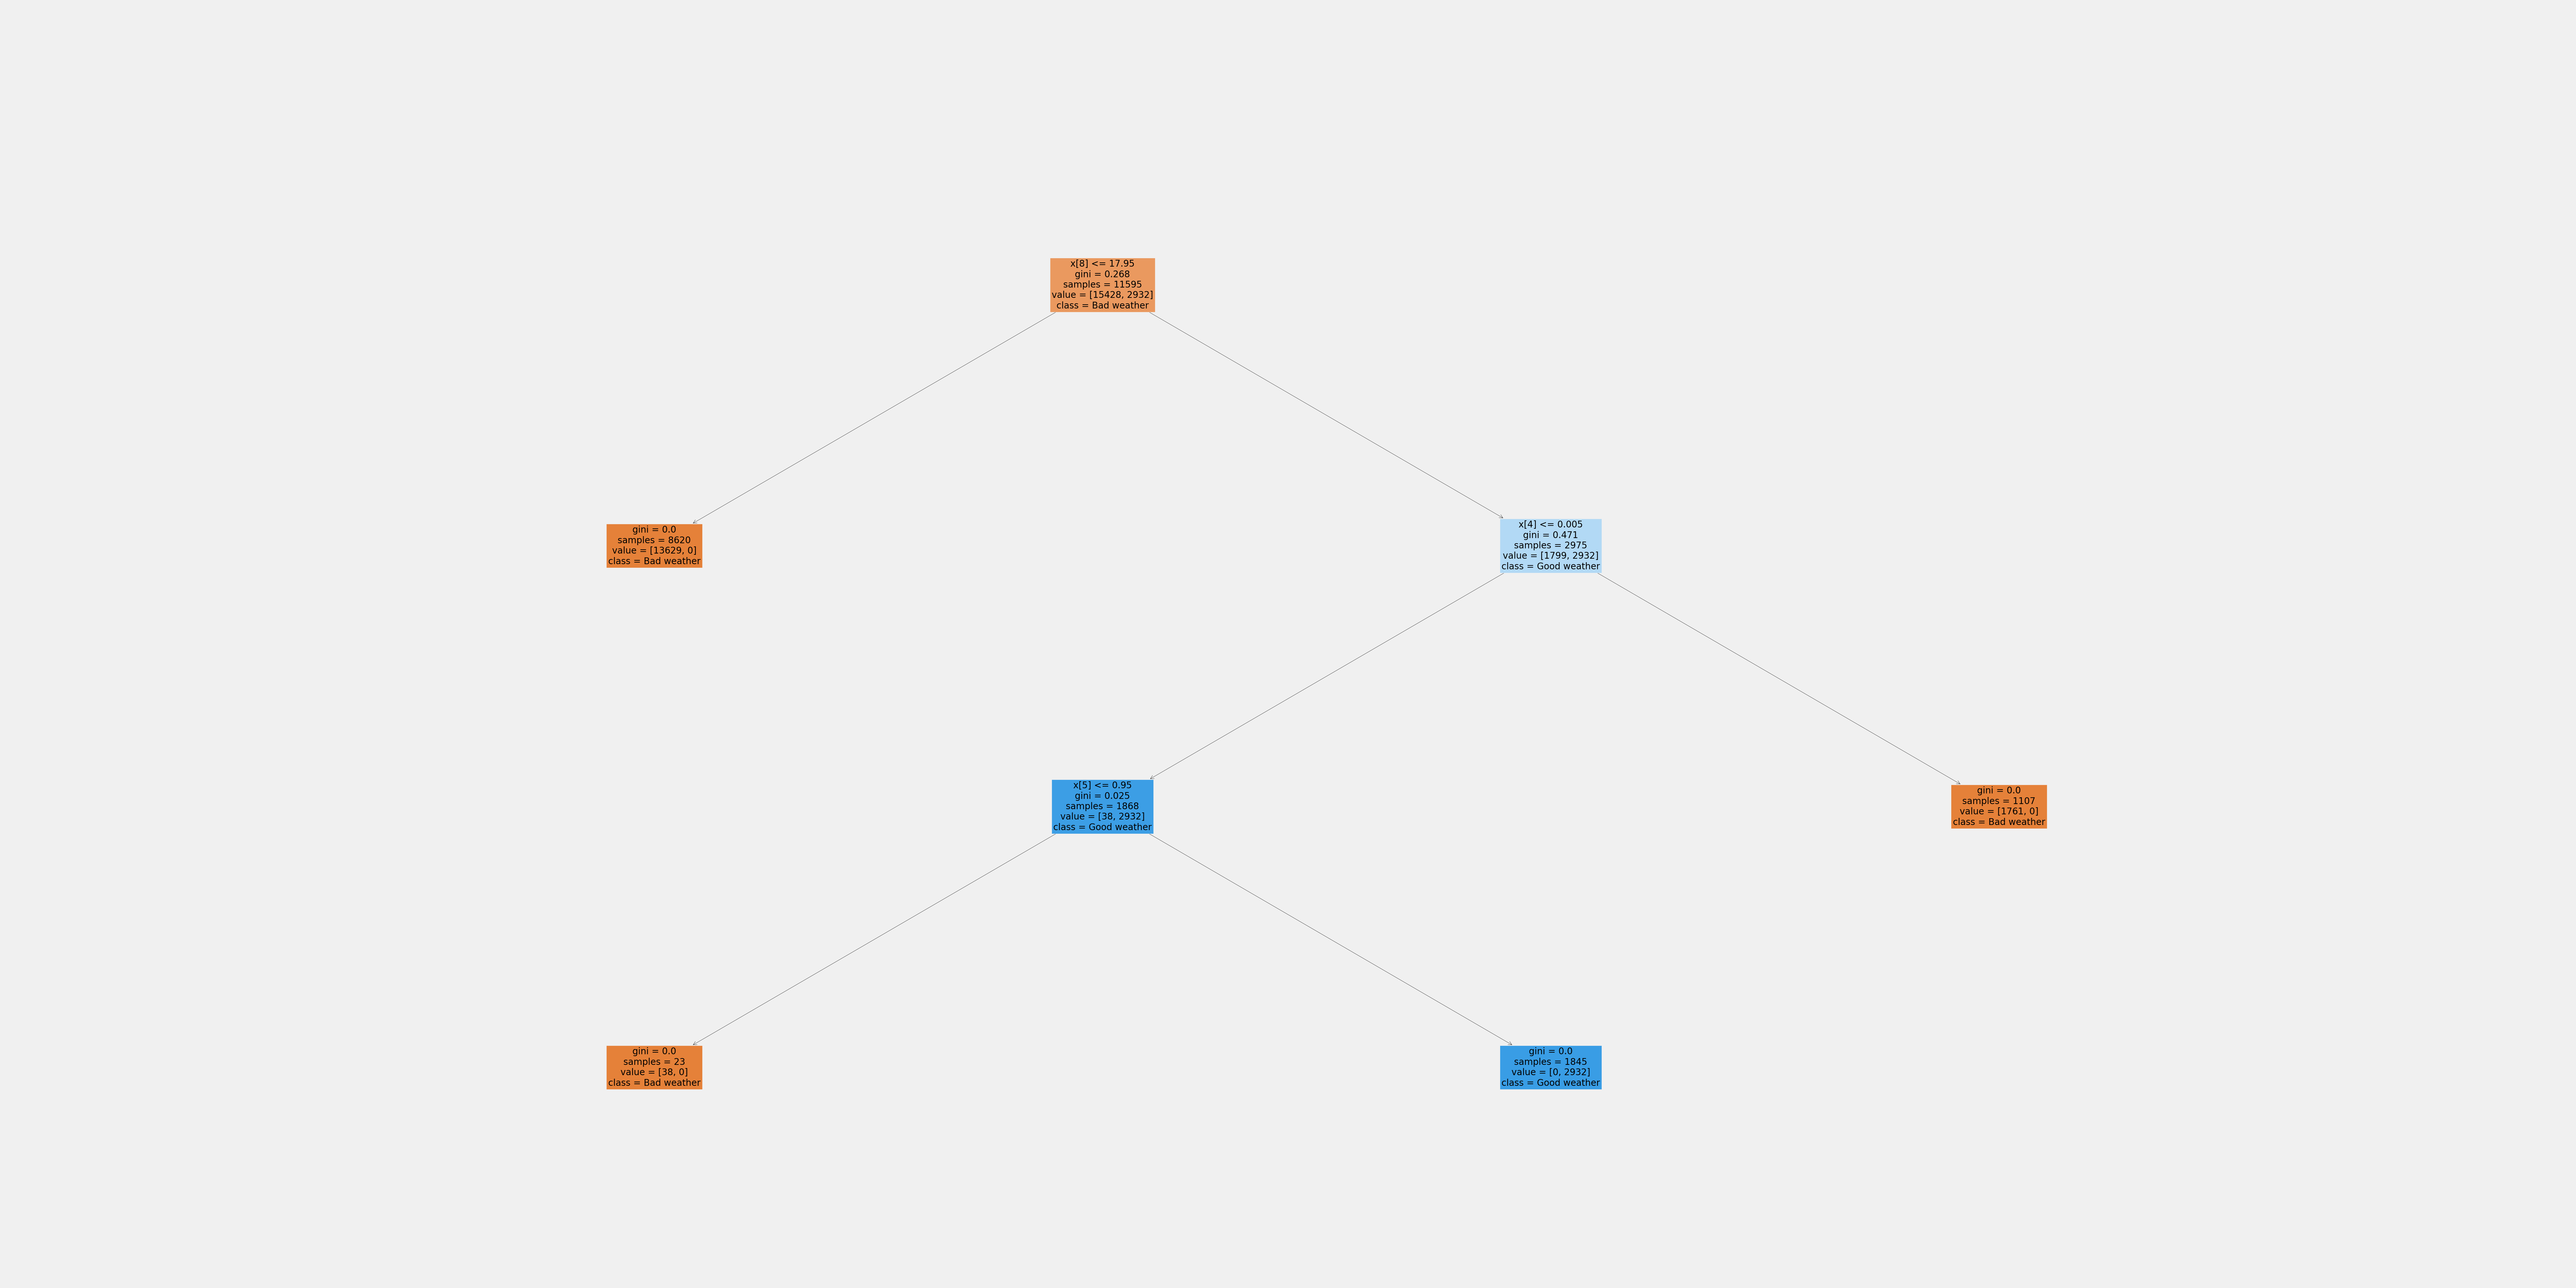 x[8] <= 17.95
gini = 0.268
samples = 11595
value = [15428, 2932]
class = Bad weather
gini = 0.0
samples = 8620
value = [13629, 0]
class = Bad weather
x[4] <= 0.005
gini = 0.471
samples = 2975
value = [1799, 2932]
class = Good weather
x[5] <= 0.95
gini = 0.025
samples = 1868
value = [38, 2932]
class = Good weather
gini = 0.0
samples = 1107
value = [1761, 0]
class = Bad weather
gini = 0.0
samples = 23
value = [38, 0]
class = Bad weather
gini = 0.0
samples = 1845
value = [0, 2932]
class = Good weather